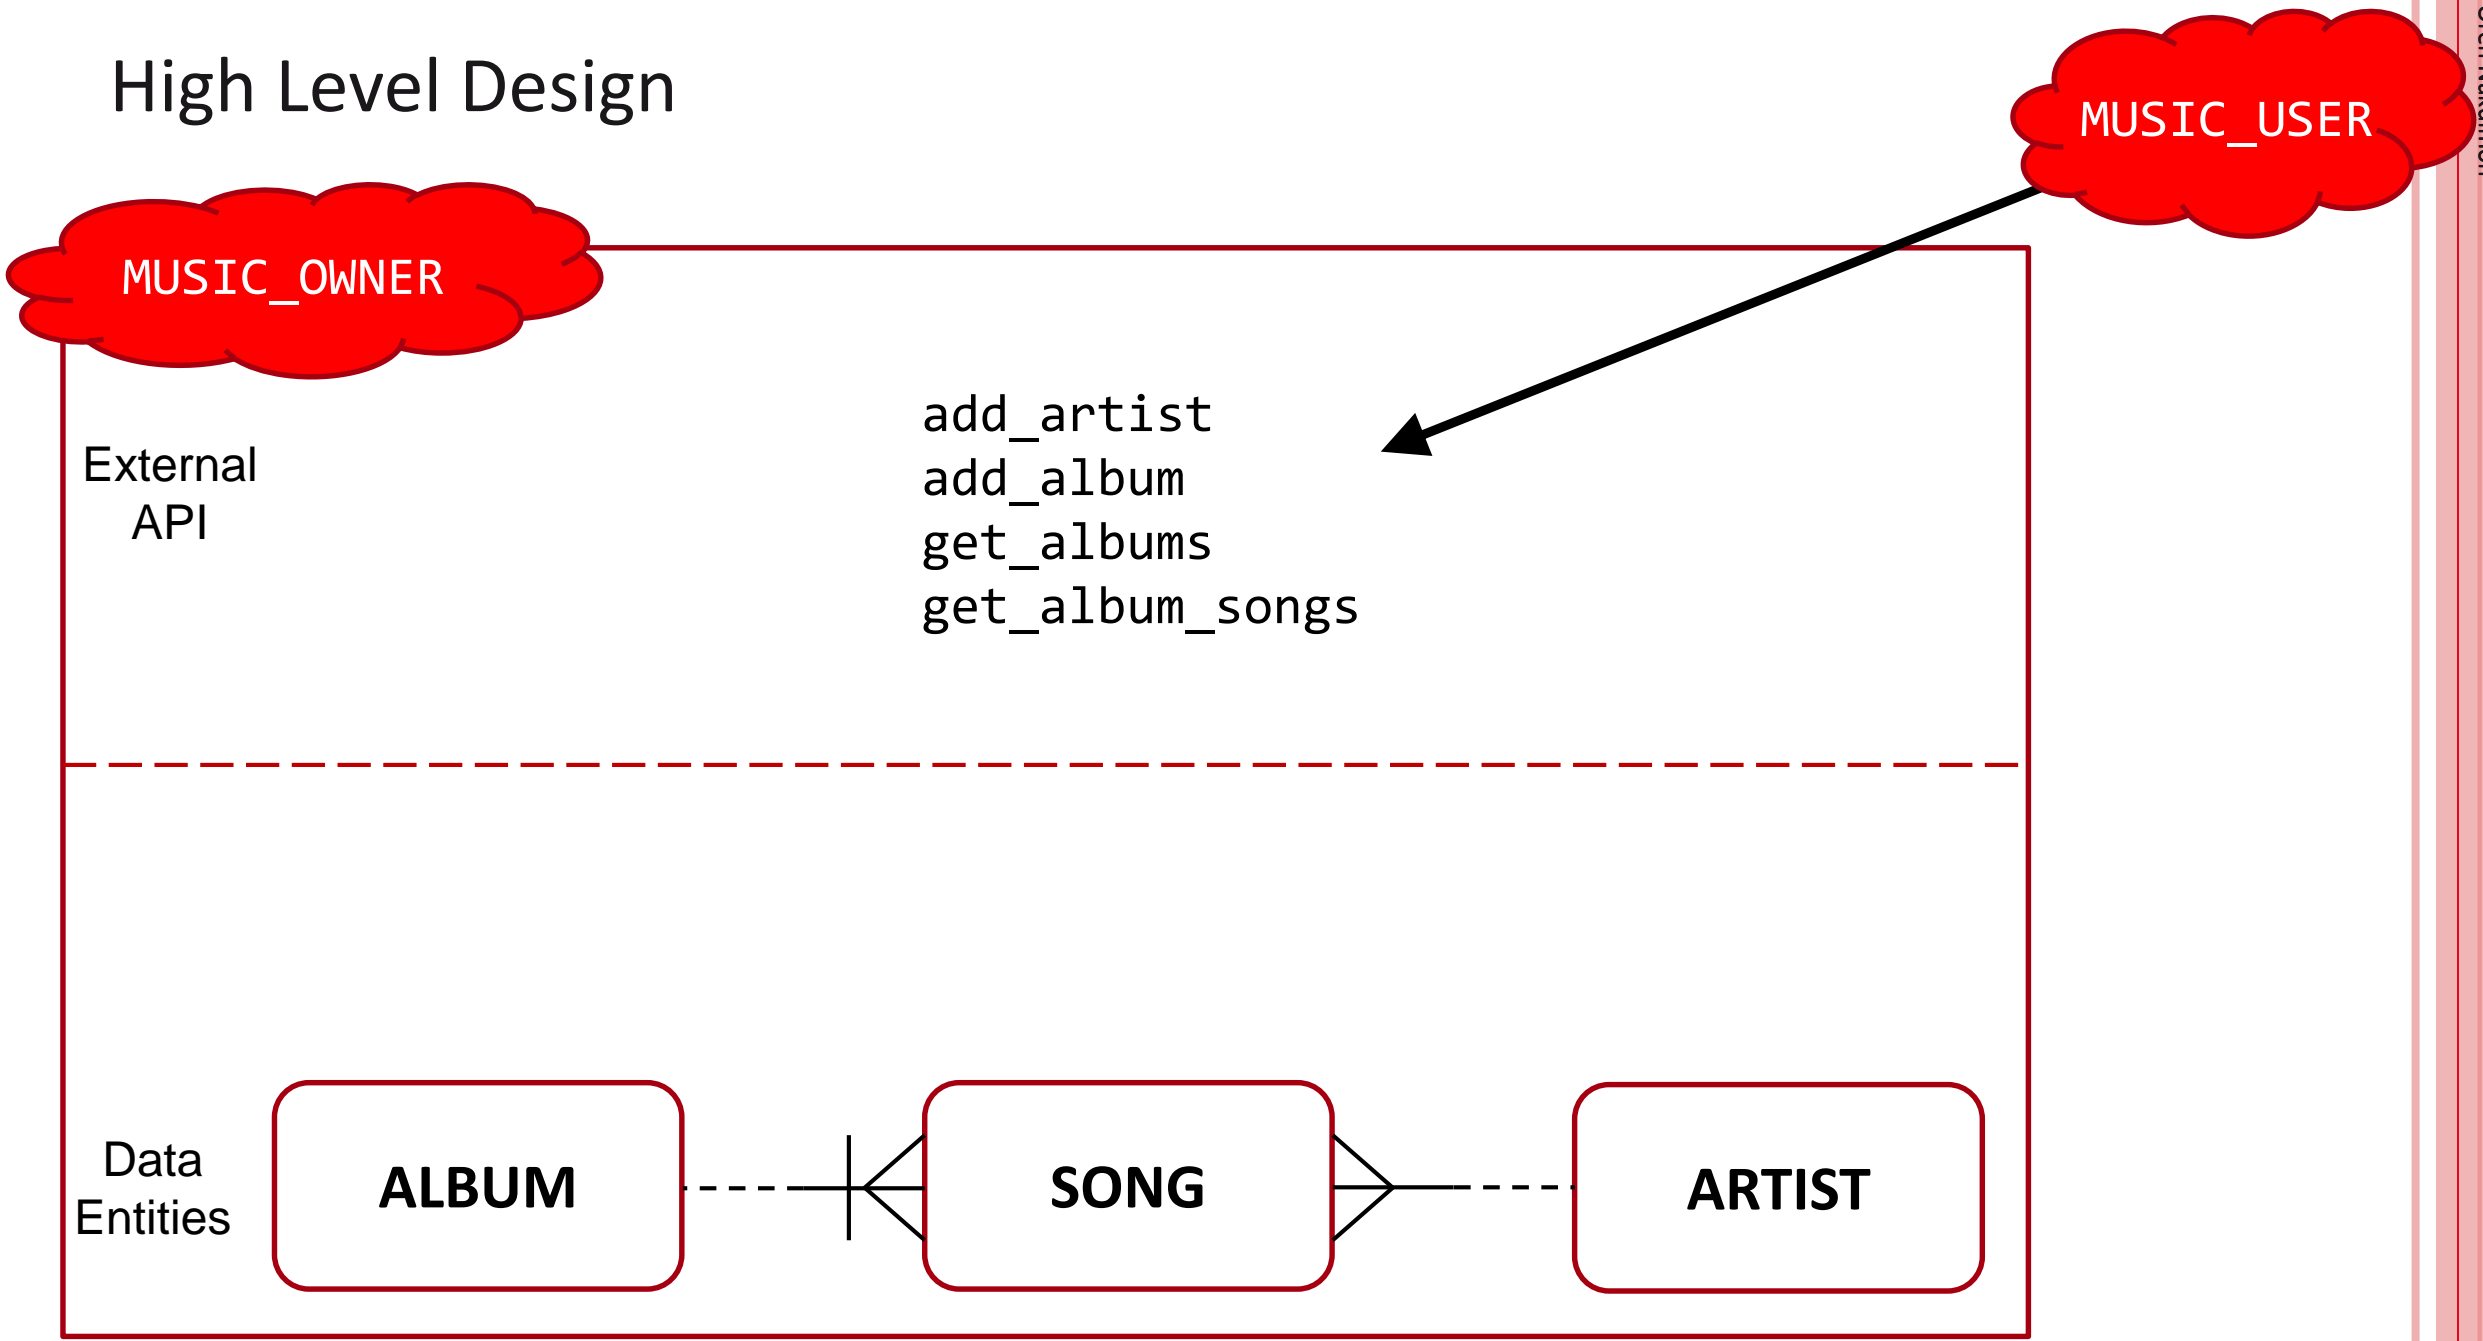 High Level Design
MUSIC_USER
MUSIC_OWNER
External
API
add_artist
add_album
get_albums
get_album_songs
Data
Entities
ALBUM
SONG
ARTIST